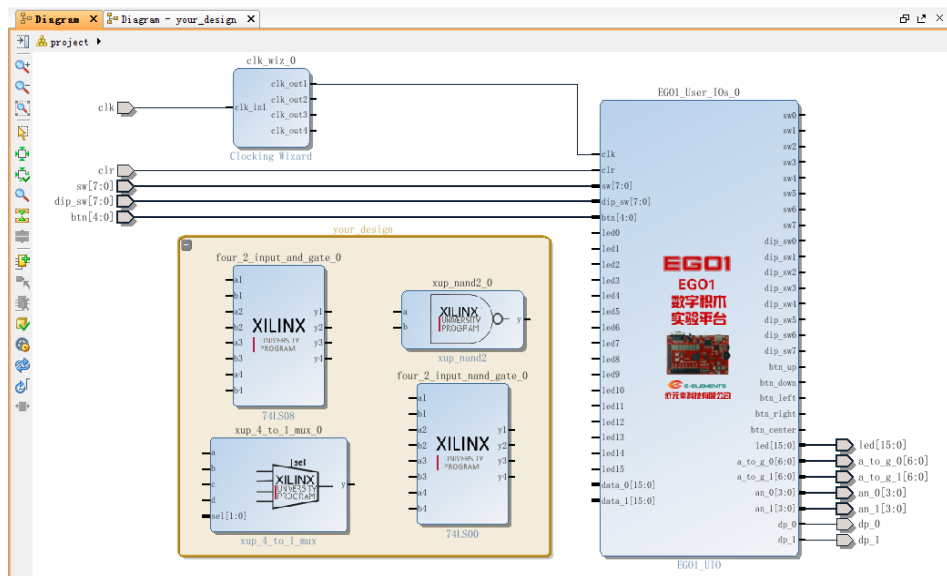 Diagram
Diagram - your_design
project
clk_wiz_0
clk_in1
clk_out1
clk_out2
clk_out3
clk_out4
Clocking Wizard
clk
clr
sw[7:0]
dip_sw[7:0]
btn[4:0]
your_design
four_2_input_and_gate_0
a1
b1
a2
b2
a3
b3
a4
b4
XILINX
UNIVERSITY
PROGRAM
y1
y2
y3
y4
74LS08
xup_nand2_0
a
b
XILINX
UNIVERSITY
PROGRAM
y
xup_nand2
xup_4_to_1_mux_0
a
b
c
d
sel[1:0]
sel
XILINX
UNIVERSITY
PROGRAM
y
xup_4_to_1_mux
four_2_input_nand_gate_0
a1
b1
a2
b2
a3
b3
a4
b4
XILINX
UNIVERSITY
PROGRAM
y1
y2
y3
y4
74LS00
EGO1_User_IOs_0
clk
clr
sw[7:0]
dip_sw[7:0]
btn[4:0]
led0
led1
led2
led3
led4
led5
led6
led7
led8
led9
led10
led11
led12
led13
led14
led15
data_0[15:0]
data_1[15:0]
EGO1
EGO1
数字积木
实验平台
E-ELEMENTS
sw0
sw1
sw2
sw3
sw4
sw5
sw6
sw7
dip_sw0
dip_sw1
dip_sw2
dip_sw3
dip_sw4
dip_sw5
dip_sw6
dip_sw7
btn_up
btn_down
btn_left
btn_right
btn_center
led[15:0]
a_to_g_0[6:0]
a_to_g_1[6:0]
an_0[3:0]
an_1[3:0]
dp_0
dp_1
EGO1_UIO
led[15:0]
a_to_g_0[6:0]
a_to_g_1[6:0]
an_0[3:0]
an_1[3:0]
dp_0
dp_1